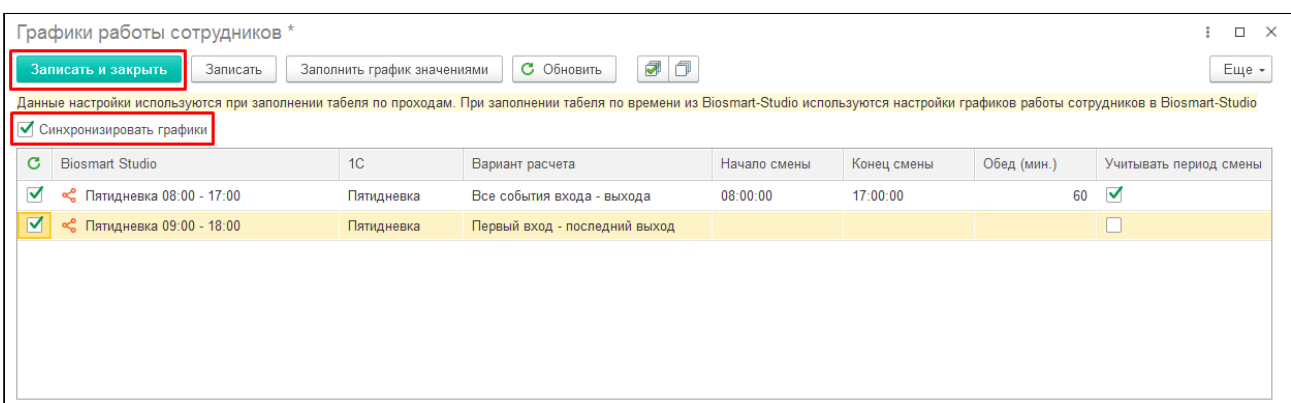 Графики работы сотрудников *
Записать и закрыть Записать Заполнить график значениями Обновить Еще
Данные настройки используются при заполнении табеля по проходам. При заполнении табеля по времени из Biosmart-Studio используются настройки графиков работы сотрудников в Biosmart-Studio
Синхронизировать графики
Biosmart Studio 1С Вариант расчета Начало смены Конец смены Обед (мин.) Учитывать период смены
Пятидневка 08:00 - 17:00 Пятидневка Все события входа - выхода 08:00:00 17:00:00 60
Пятидневка 09:00 - 18:00 Пятидневка Первый вход - последний выход